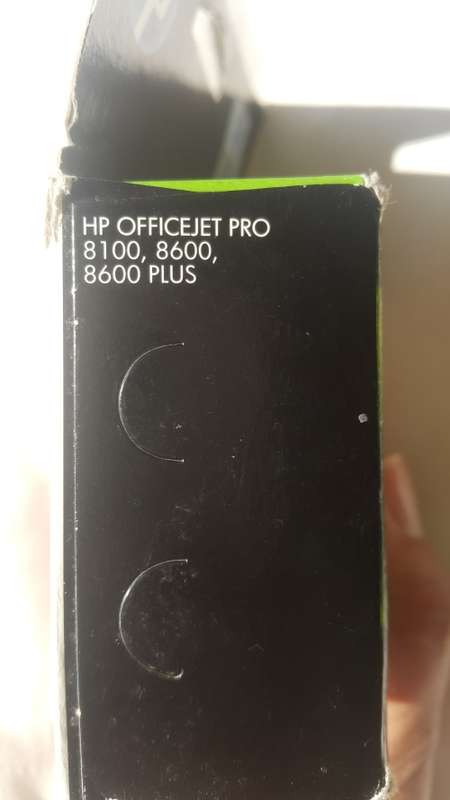 HP OFFICEJET PRO
8100, 8600,
8600 PLUS